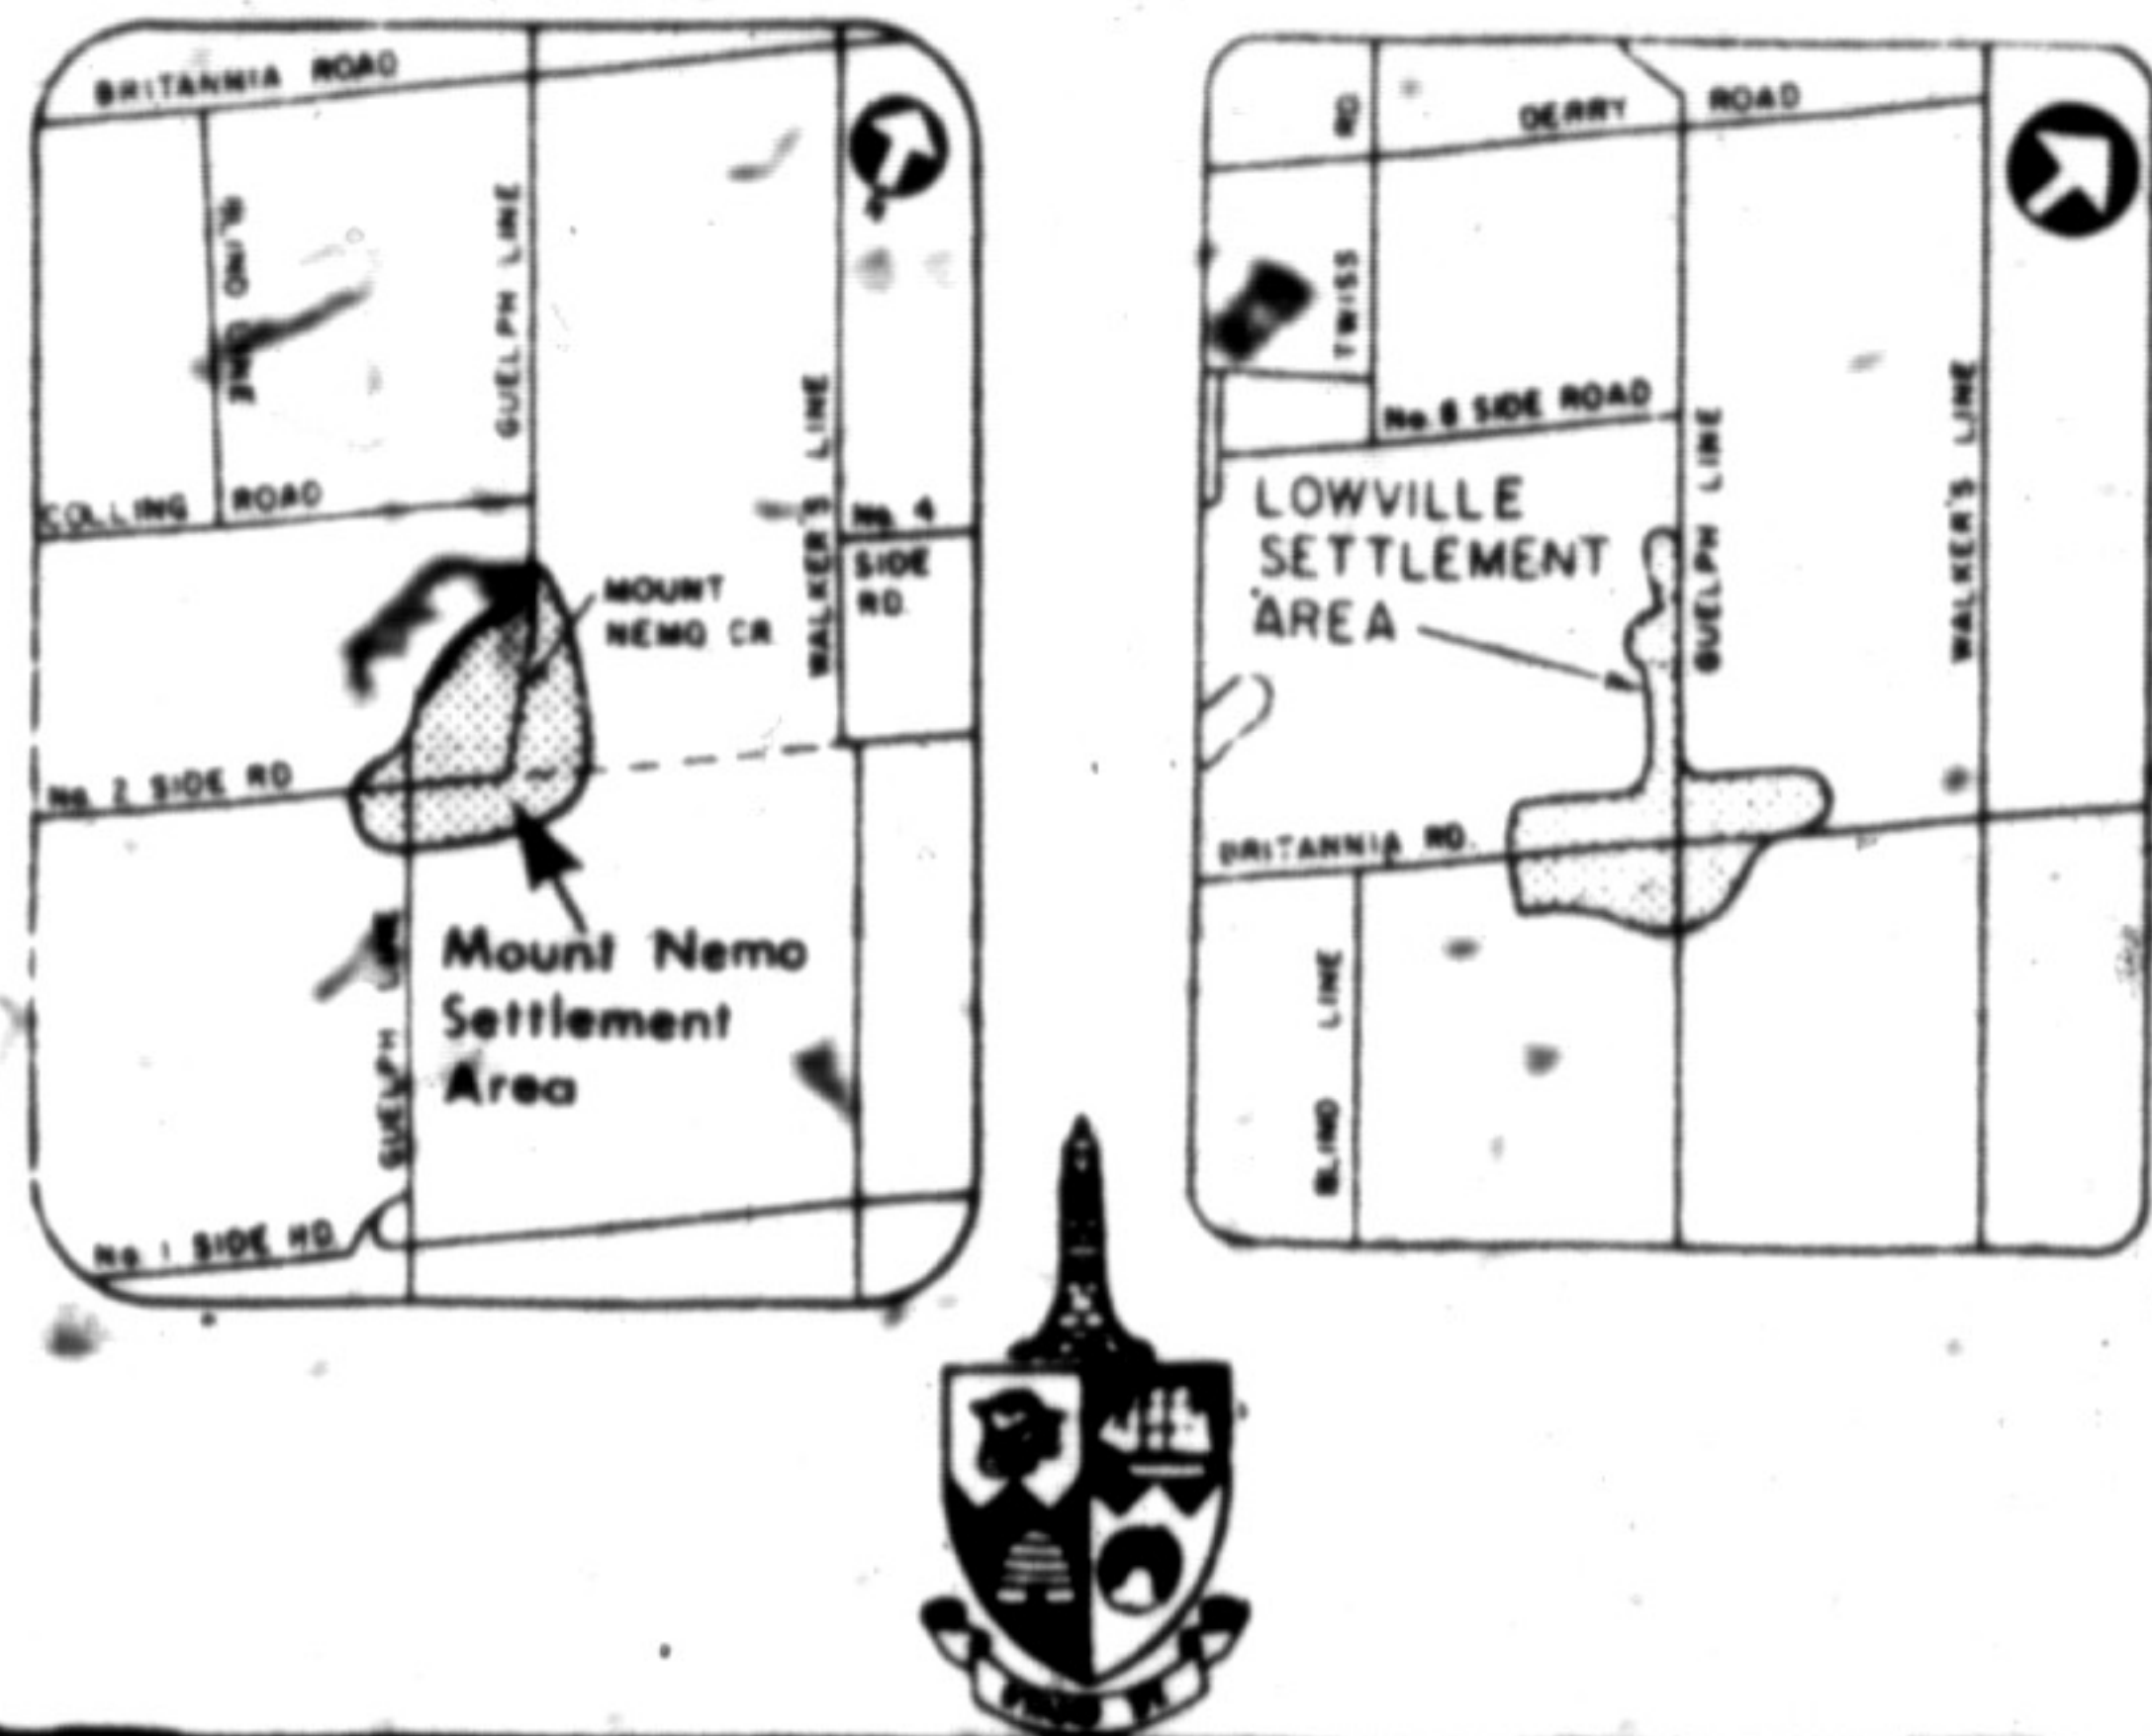 BRITANNIA ROAD
BLIND LINE
GUELPH LINE
WALKER'S LINE
COLLING ROAD
No. 4
SIDE
RD.
MOUNT
NEMO CR.
No. 2 SIDE RD
Mount Nemo
Settlement
Area
GUELPH
No. 1 SIDE RD.
DERRY ROAD
TWISS RD
No. 8 SIDE ROAD
LOWVILLE
SETTLEMENT
AREA
GUELPH LINE
WALKER'S LINE
BRITANNIA RD.
BLIND LINE